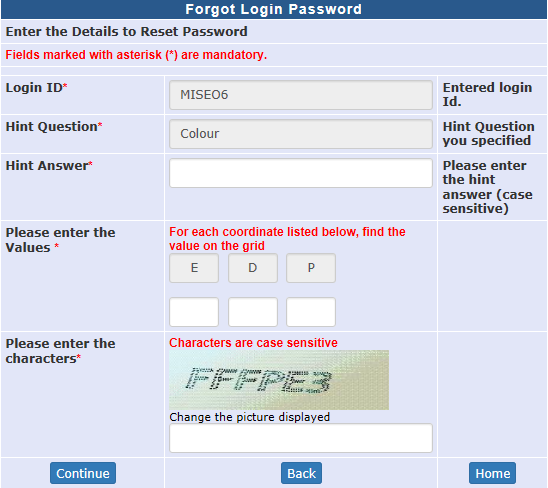 Forgot Login Password
Enter the Details to Reset Password
Fields marked with asterisk (*) are mandatory.
Login ID*
MISEO6
Entered login
Id.
Hint Question*
Colour
Hint Question
you specified
Hint Answer*
Please enter
the hint
answer (case
sensitive)
Please enter the
Values *
For each coordinate listed below, find the
value on the grid
E D P
Please enter the
characters*
Characters are case sensitive
FFFPE3
Change the picture displayed
Continue
Back
Home